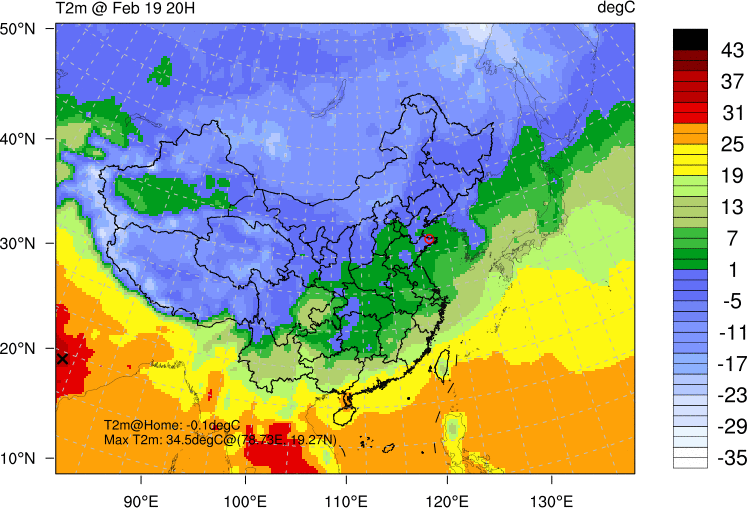 T2m @ Feb 19 20H
degC
50°N
40°N
30°N
20°N
10°N
90°E
100°E
110°E
120°E
130°E
T2m@Home: -0.1degC
Max T2m: 34.5degC@(78.73E, 19.27N)
43
37
31
25
19
13
7
1
-5
-11
-17
-23
-29
-35